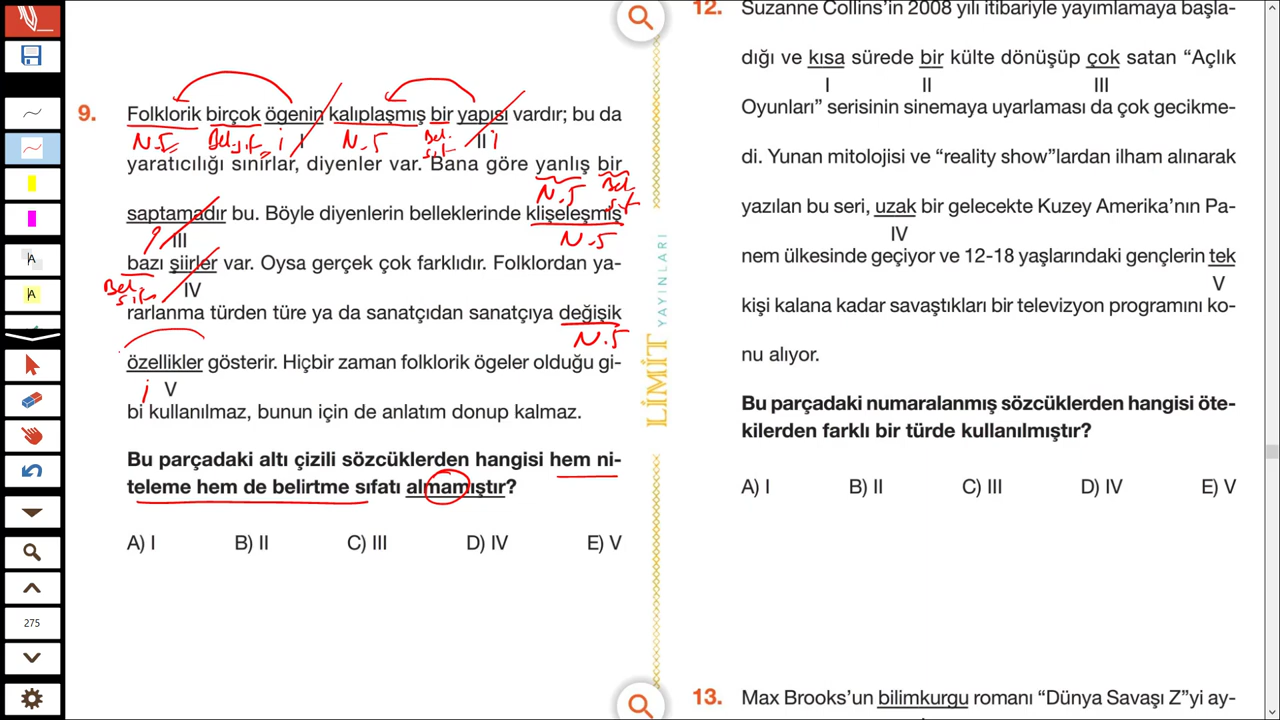 9. Folklorik birçok ögenin kalıplaşmış bir yapısı vardır; bu da
N.S Bel.sıf i I N.S Bel. sıf II i
yaratıcılığı sınırlar, diyenler var. Bana göre yanlış bir
N.S Bel sıf
saptamadır bu. Böyle diyenlerin belleklerinde klişeleşmiş
III N.S
bazı şiirler var. Oysa gerçek çok farklıdır. Folklordan ya-
Bel. sıf IV
rarlanma türden türe ya da sanatçıdan sanatçıya değişik
N.S
özellikler gösterir. Hiçbir zaman folklorik ögeler olduğu gi-
i V
bi kullanılmaz, bunun için de anlatım donup kalmaz.
Bu parçadaki altı çizili sözcüklerden hangisi hem ni-
teleme hem de belirtme sıfatı almamıştır?
A) I B) II C) III D) IV E) V
LİMİT YAYINLARI
12. Suzanne Collins'in 2008 yılı itibariyle yayımlamaya başla-
dığı ve kısa sürede bir külte dönüşüp çok satan “Açlık
I II III
Oyunları” serisinin sinemaya uyarlaması da çok gecikme-
di. Yunan mitolojisi ve “reality show”lardan ilham alınarak
yazılan bu seri, uzak bir gelecekte Kuzey Amerika'nın Pa-
IV
nem ülkesinde geçiyor ve 12-18 yaşlarındaki gençlerin tek
V
kişi kalana kadar savaştıkları bir televizyon programını ko-
nu alıyor.
Bu parçadaki numaralanmış sözcüklerden hangisi öte-
kilerden farklı bir türde kullanılmıştır?
A) I B) II C) III D) IV E) V
13. Max Brooks'un bilimkurgu romanı “Dünya Savaşı Z”yi ay-
A
A
275